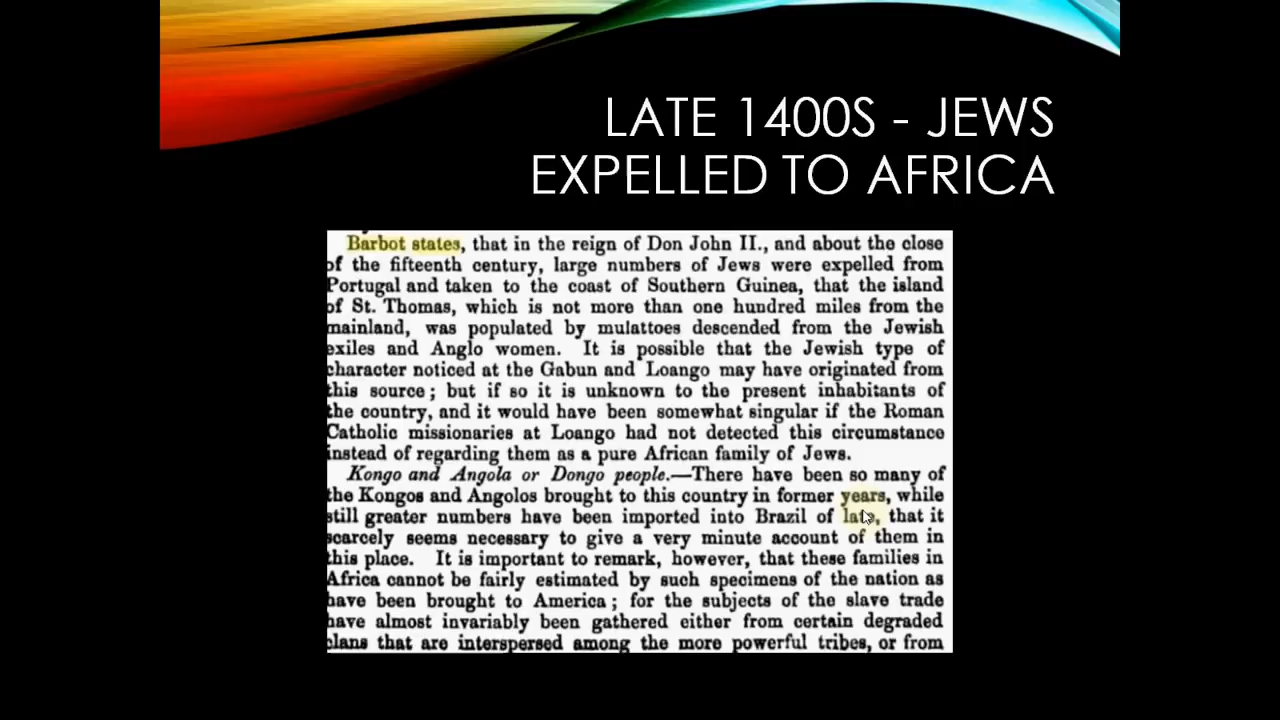 LATE 1400S - JEWS
EXPELLED TO AFRICA
Barbot states, that in the reign of Don John II., and about the close
of the fifteenth century, large numbers of Jews were expelled from
Portugal and taken to the coast of Southern Guinea, that the island
of St. Thomas, which is not more than one hundred miles from the
mainland, was populated by mulattoes descended from the Jewish
exiles and Anglo women. It is possible that the Jewish type of
character noticed at the Gabun and Loango may have originated from
this source; but if so it is unknown to the present inhabitants of
the country, and it would have been somewhat singular if the Roman
Catholic missionaries at Loango had not detected this circumstance
instead of regarding them as a pure African family of Jews.
Kongo and Angola or Dongo people.—There have been so many of
the Kongos and Angolos brought to this country in former years, while
still greater numbers have been imported into Brazil of late, that it
scarcely seems necessary to give a very minute account of them in
this place. It is important to remark, however, that these families in
Africa cannot be fairly estimated by such specimens of the nation as
have been brought to America; for the subjects of the slave trade
have almost invariably been gathered either from certain degraded
clans that are interspersed among the more powerful tribes, or from